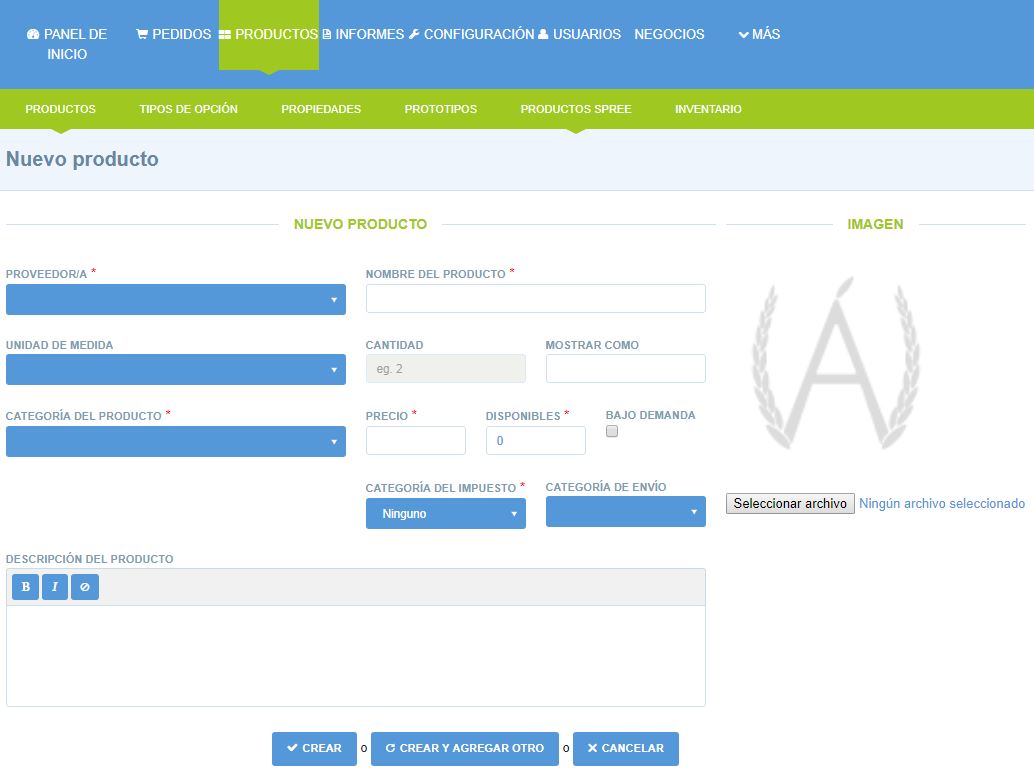 PANEL DE INICIO
PEDIDOS
PRODUCTOS
INFORMES
CONFIGURACIÓN
USUARIOS
NEGOCIOS
MÁS
PRODUCTOS
TIPOS DE OPCIÓN
PROPIEDADES
PROTOTIPOS
PRODUCTOS SPREE
INVENTARIO
Nuevo producto
NUEVO PRODUCTO
IMAGEN
PROVEEDOR/A *
NOMBRE DEL PRODUCTO *
UNIDAD DE MEDIDA
CANTIDAD
MOSTRAR COMO
eg. 2
CATEGORÍA DEL PRODUCTO *
PRECIO *
DISPONIBLES *
BAJO DEMANDA
0
CATEGORÍA DEL IMPUESTO *
CATEGORÍA DE ENVÍO
Ninguno
Seleccionar archivo
Ningún archivo seleccionado
DESCRIPCIÓN DEL PRODUCTO
B
I
CREAR
o
CREAR Y AGREGAR OTRO
o
CANCELAR
Á